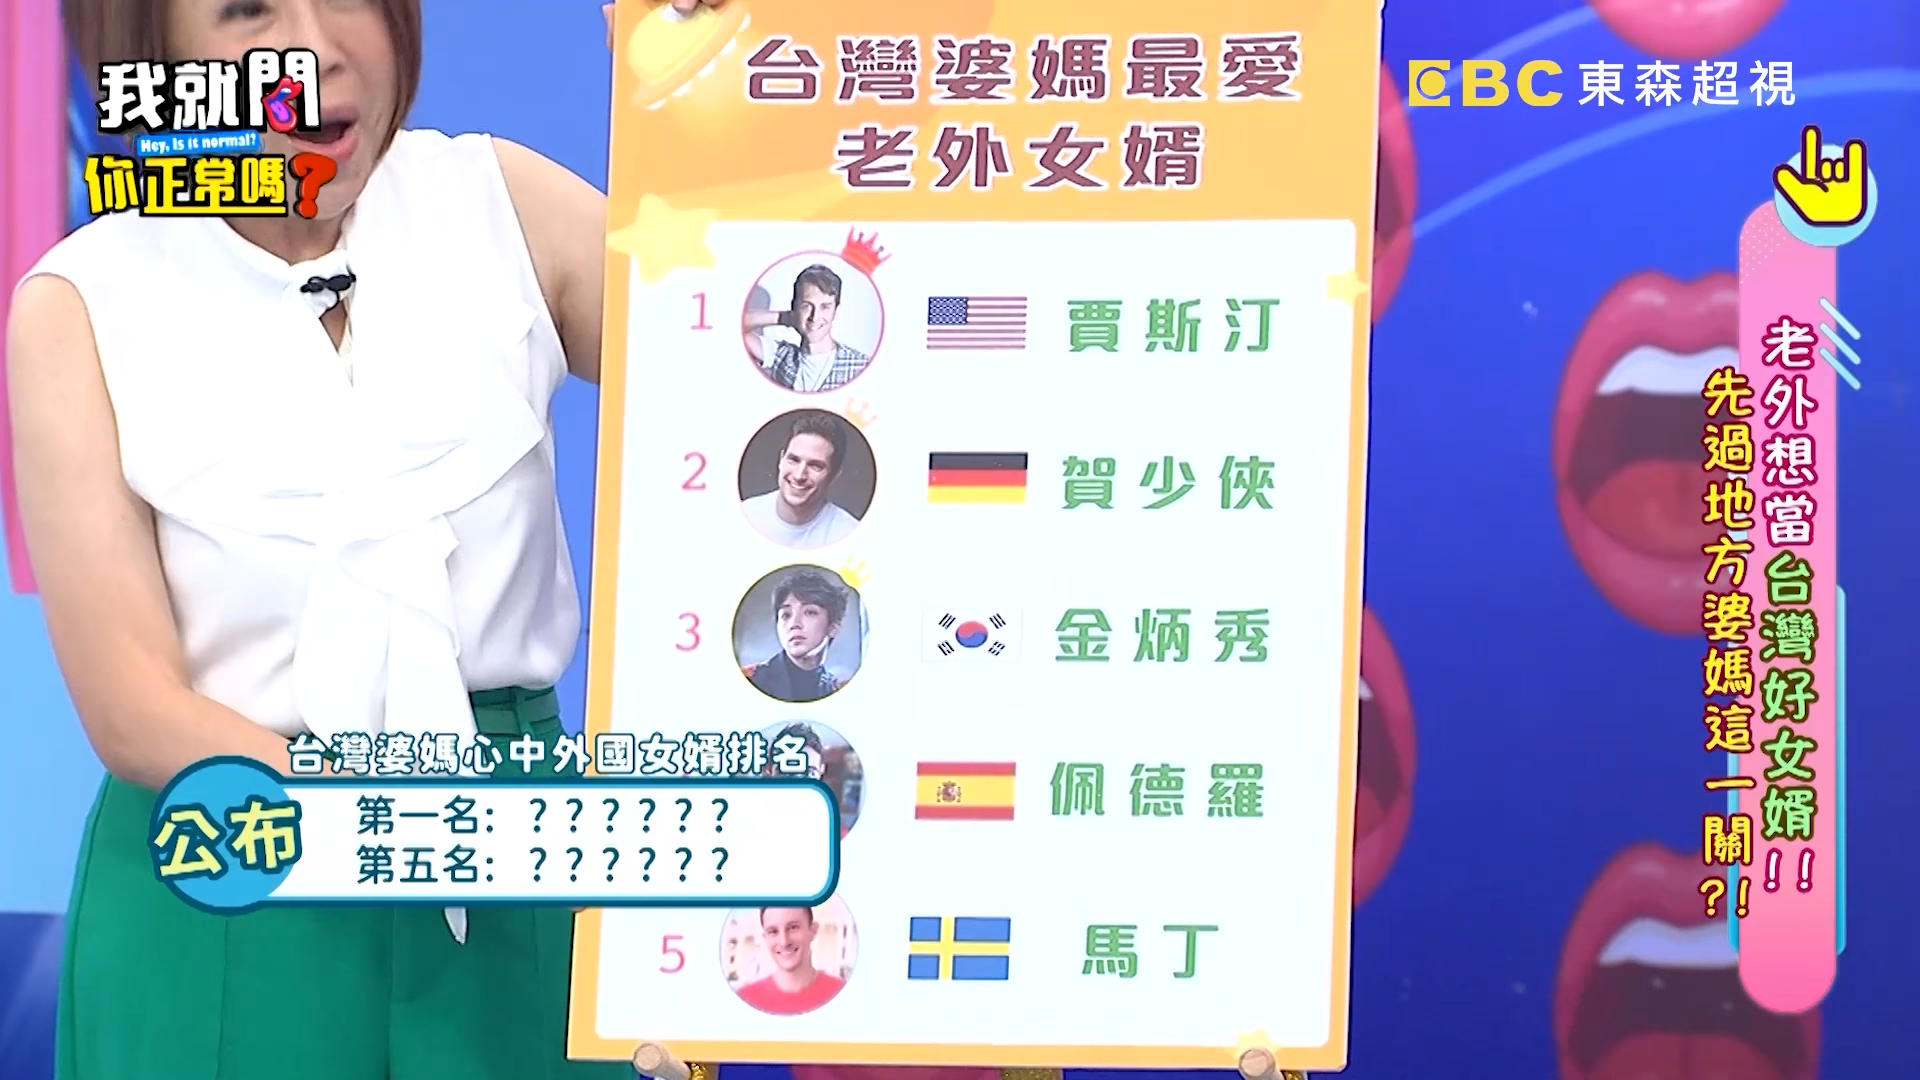 我就問
Hey, Is it normal?
你正常嗎?
台灣婆媽最愛
老外女婿
EBC 東森超視
1 賈斯汀
2 賀少俠
3 金炳秀
佩德羅
5 馬丁
台灣婆媽心中外國女婿排名
公布
第一名：？？？？？？
第五名：？？？？？？
老外想當台灣好女婿!!
先過地方婆媽這一關?!